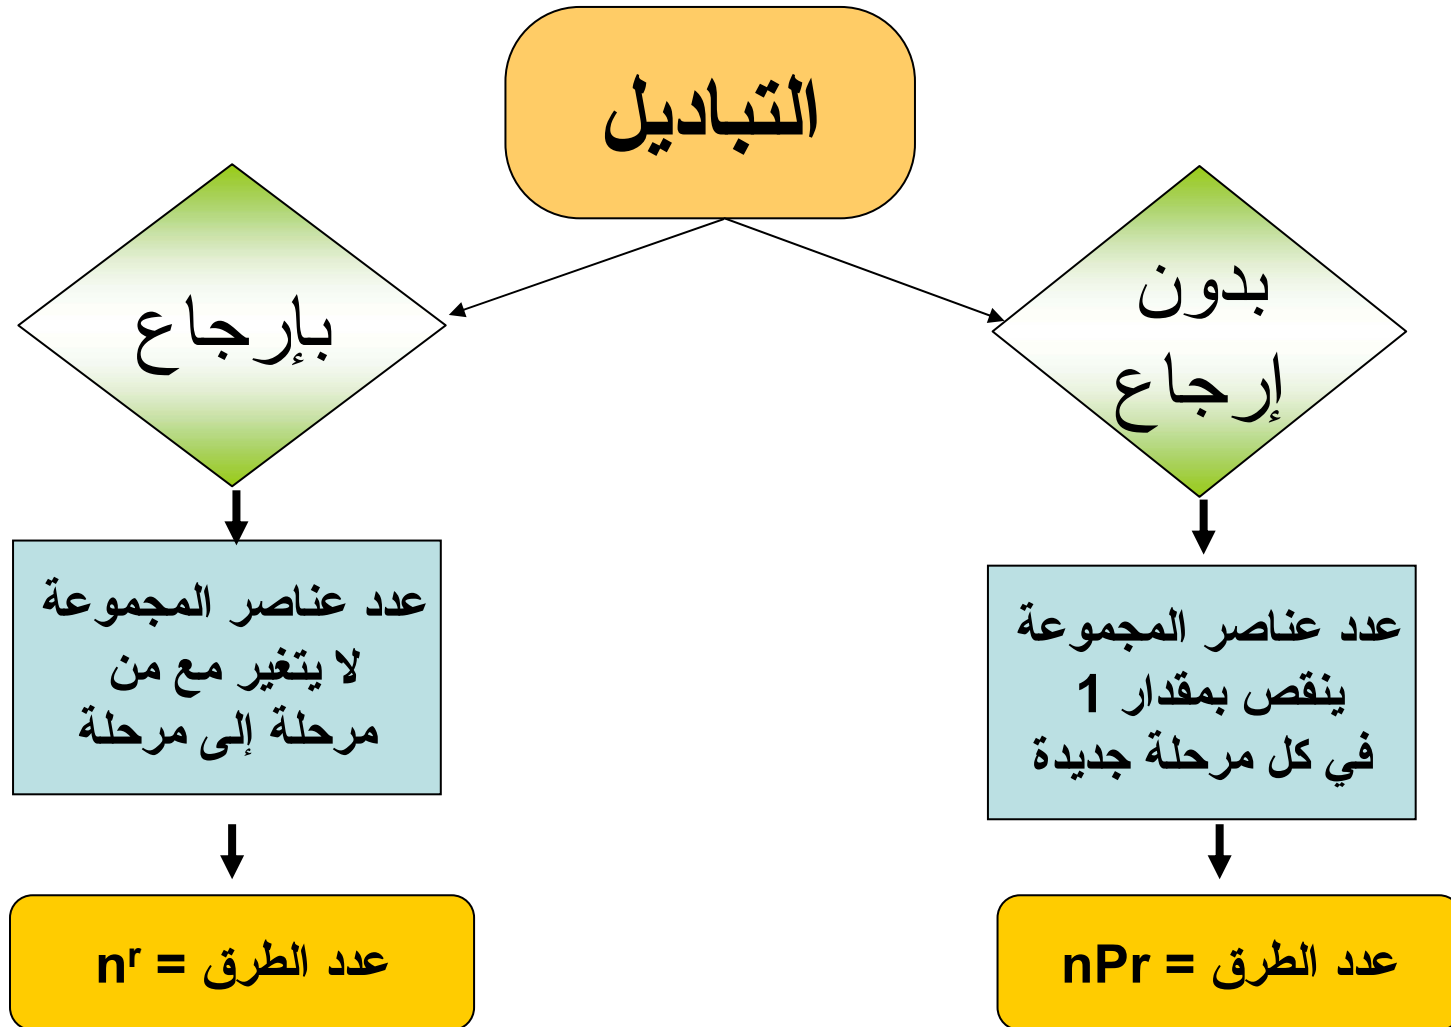 التباديل
بدون
إرجاع
عدد عناصر المجموعة
ينقص بمقدار 1
في كل مرحلة جديدة
عدد الطرق = nPr
بإرجاع
عدد عناصر المجموعة
لا يتغير مع من
مرحلة إلى مرحلة
عدد الطرق = nʳ